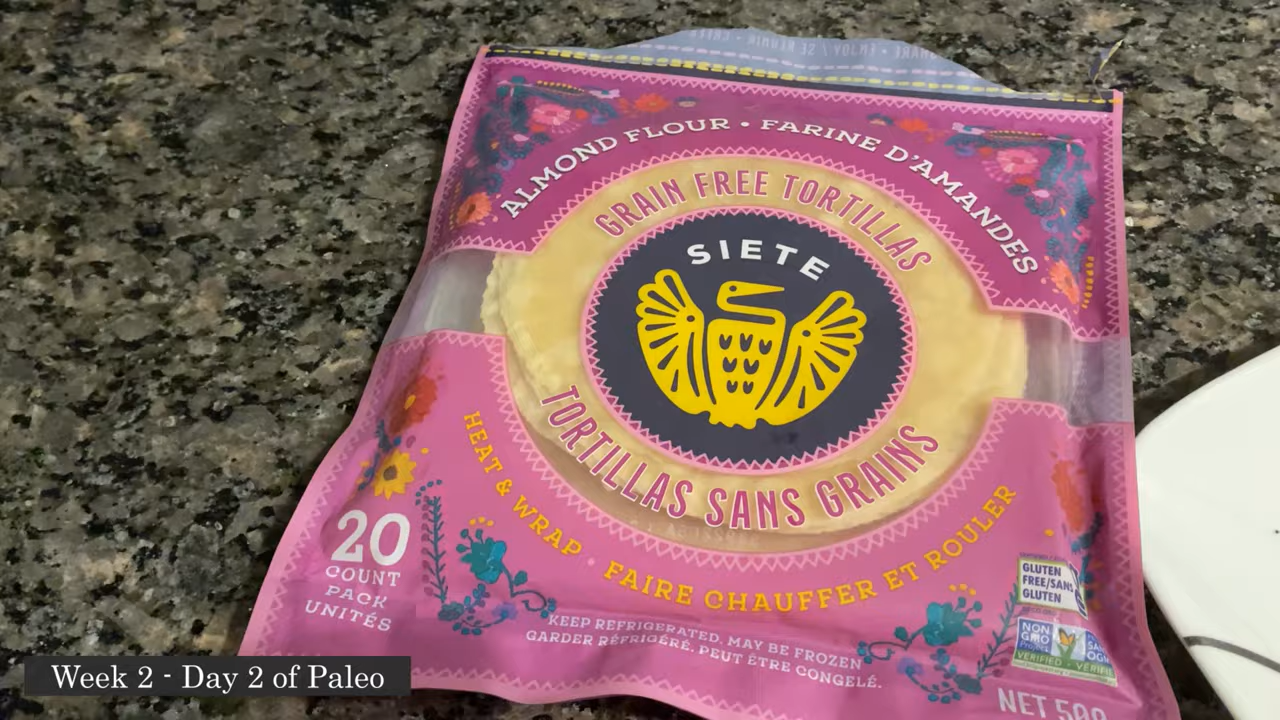 ALMOND FLOUR • FARINE D'AMANDES
GRAIN FREE TORTILLAS
SIETE
TORTILLAS SANS GRAINS
HEAT & WRAP • FAIRE CHAUFFER ET ROULER
20
COUNT
PACK
UNITÉS
KEEP REFRIGERATED. MAY BE FROZEN
GARDER RÉFRIGÉRÉ. PEUT ÊTRE CONGELÉ.
GLUTEN
FREE/SANS
GLUTEN
NON
GMO
Project
VERIFIED
NET
Week 2 - Day 2 of Paleo